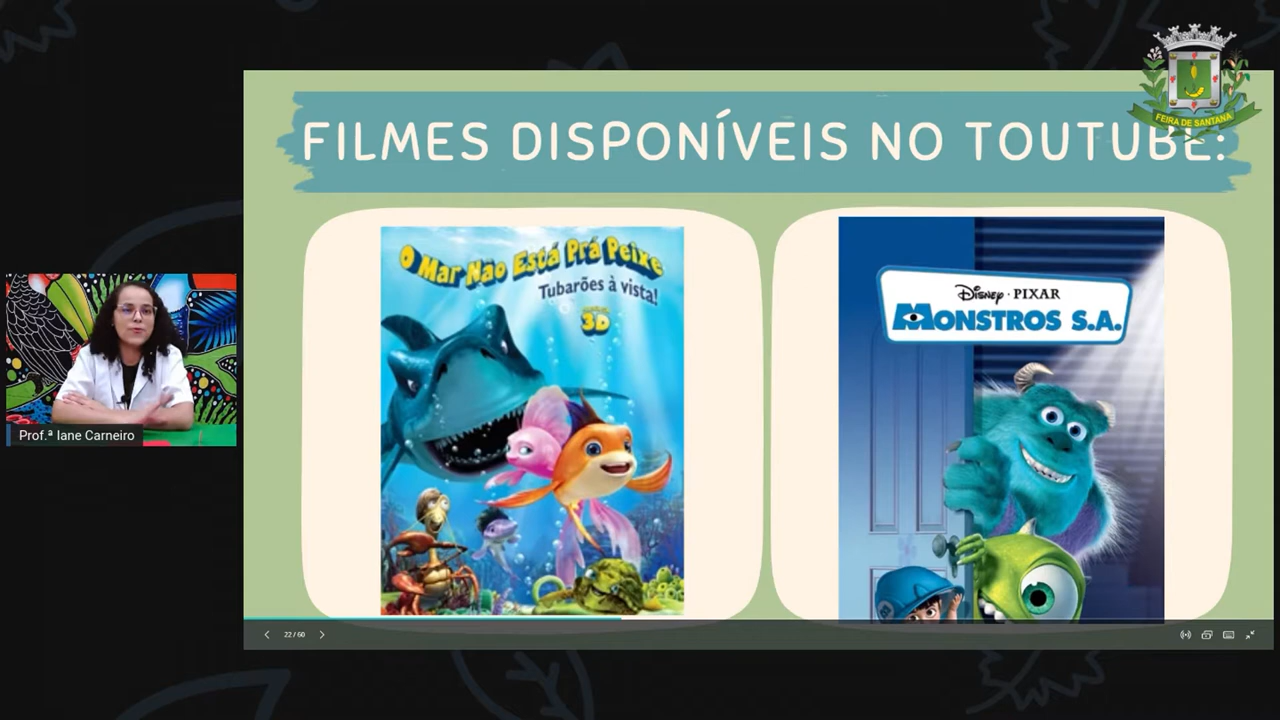 FEIRA DE SANTANA
FILMES DISPONÍVEIS NO TOUTUBE:
O Mar Não Está Prá Peixe
Tubarões à vista!
3D
Disney · PIXAR
MONSTROS S.A.
Prof.ª Iane Carneiro
22 / 60